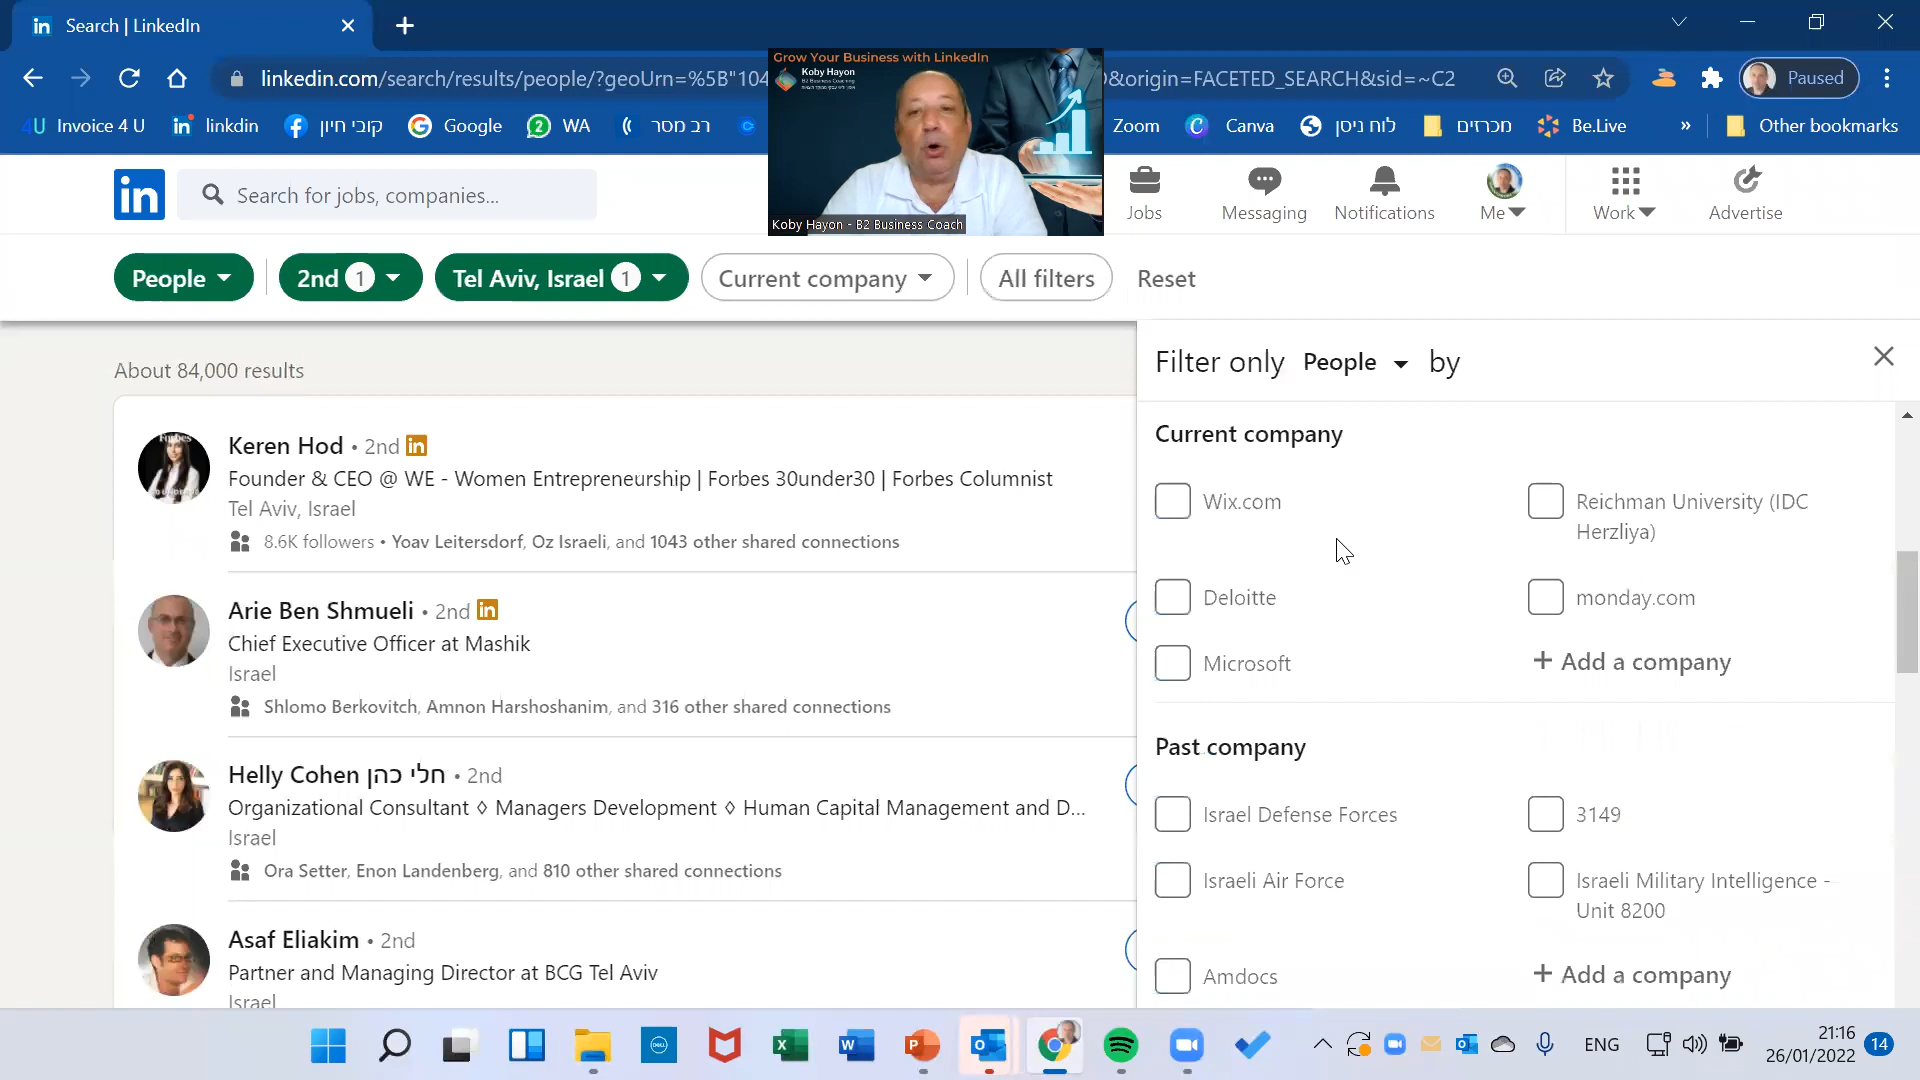 Search | LinkedIn
linkedin.com/search/results/people/?geoUrn=%5B"104
&origin=FACETED_SEARCH&sid=~C2
Paused
4U Invoice 4 U
linkdin
קובי חיון
Google
2 WA
רב מסר
Zoom
Canva
לוח ניסן
מכרזים
Be.Live
»
Other bookmarks
Grow Your Business with LinkedIn
Koby Hayon
B2 Business Coaching
Koby Hayon - B2 Business Coach
in
Search for jobs, companies...
Jobs
Messaging
Notifications
Me
Work
Advertise
People
2nd 1
Tel Aviv, Israel 1
Current company
All filters
Reset
About 84,000 results
Keren Hod • 2nd in
Founder & CEO @ WE - Women Entrepreneurship | Forbes 30under30 | Forbes Columnist
Tel Aviv, Israel
8.6K followers • Yoav Leitersdorf, Oz Israeli, and 1043 other shared connections
Arie Ben Shmueli • 2nd in
Chief Executive Officer at Mashik
Israel
Shlomo Berkovitch, Amnon Harshoshanim, and 316 other shared connections
Helly Cohen חלי כהן • 2nd
Organizational Consultant ◊ Managers Development ◊ Human Capital Management and D...
Israel
Ora Setter, Enon Landenberg, and 810 other shared connections
Asaf Eliakim • 2nd
Partner and Managing Director at BCG Tel Aviv
Israel
Filter only People by
Current company
Wix.com
Reichman University (IDC
Herzliya)
Deloitte
monday.com
Microsoft
+ Add a company
Past company
Israel Defense Forces
3149
Israeli Air Force
Israeli Military Intelligence -
Unit 8200
Amdocs
+ Add a company
ENG
21:16
26/01/2022
14